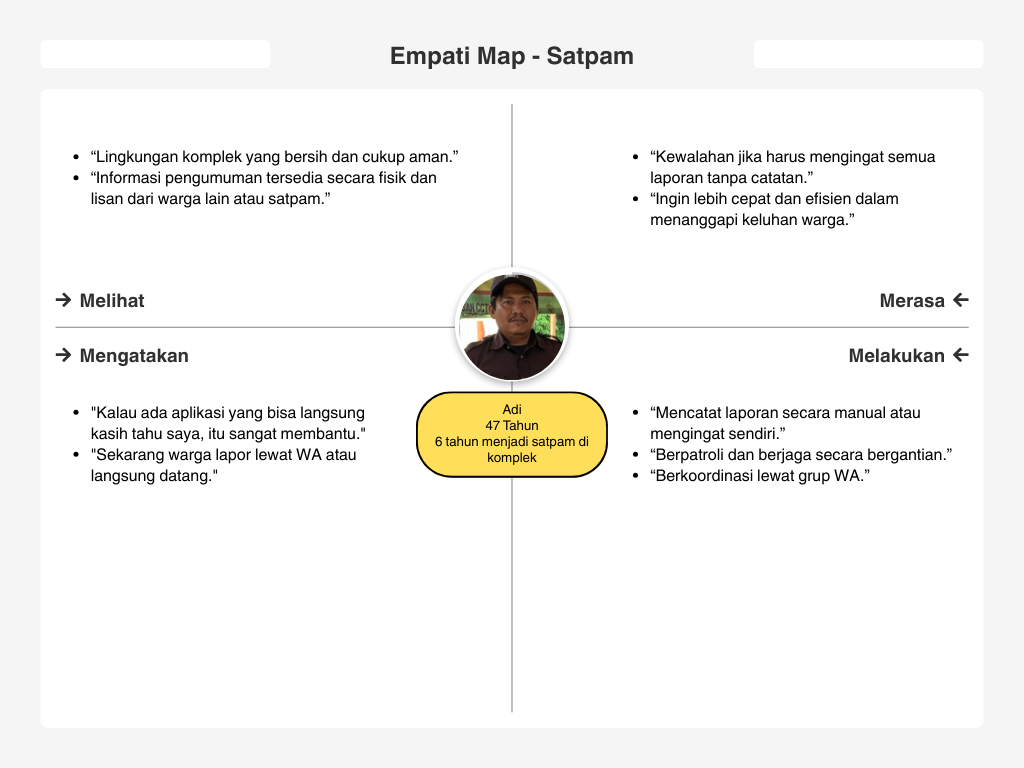 Empati Map - Satpam
• “Lingkungan komplek yang bersih dan cukup aman.”
• “Informasi pengumuman tersedia secara fisik dan
lisan dari warga lain atau satpam.”
• “Kewalahan jika harus mengingat semua
laporan tanpa catatan.”
• “Ingin lebih cepat dan efisien dalam
menanggapi keluhan warga.”
→ Melihat
Merasa ←
→ Mengatakan
Melakukan ←
• "Kalau ada aplikasi yang bisa langsung
kasih tahu saya, itu sangat membantu."
• "Sekarang warga lapor lewat WA atau
langsung datang."
Adi
47 Tahun
6 tahun menjadi satpam di
komplek
• “Mencatat laporan secara manual atau
mengingat sendiri.”
• “Berpatroli dan berjaga secara bergantian.”
• “Berkoordinasi lewat grup WA.”